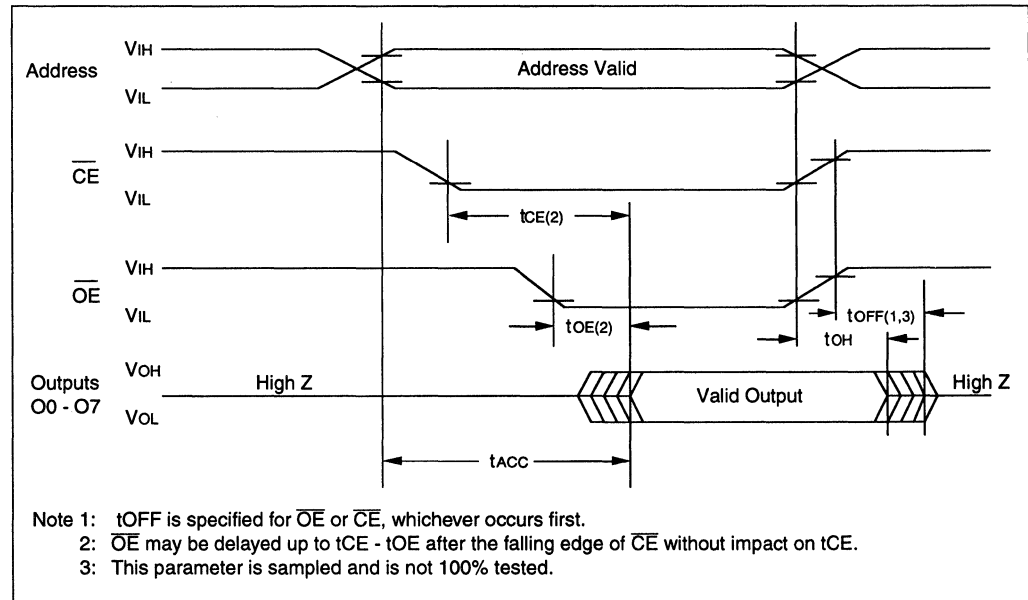 Address
VIH
VIL
Address Valid
CE
VIH
VIL
tCE(2)
OE
VIH
VIL
tOE(2)
tOFF(1,3)
tOH
Outputs
O0 - O7
VOH
VOL
High Z
Valid Output
High Z
tACC
Note 1: tOFF is specified for OE or CE, whichever occurs first.
2: OE may be delayed up to tCE - tOE after the falling edge of CE without impact on tCE.
3: This parameter is sampled and is not 100% tested.